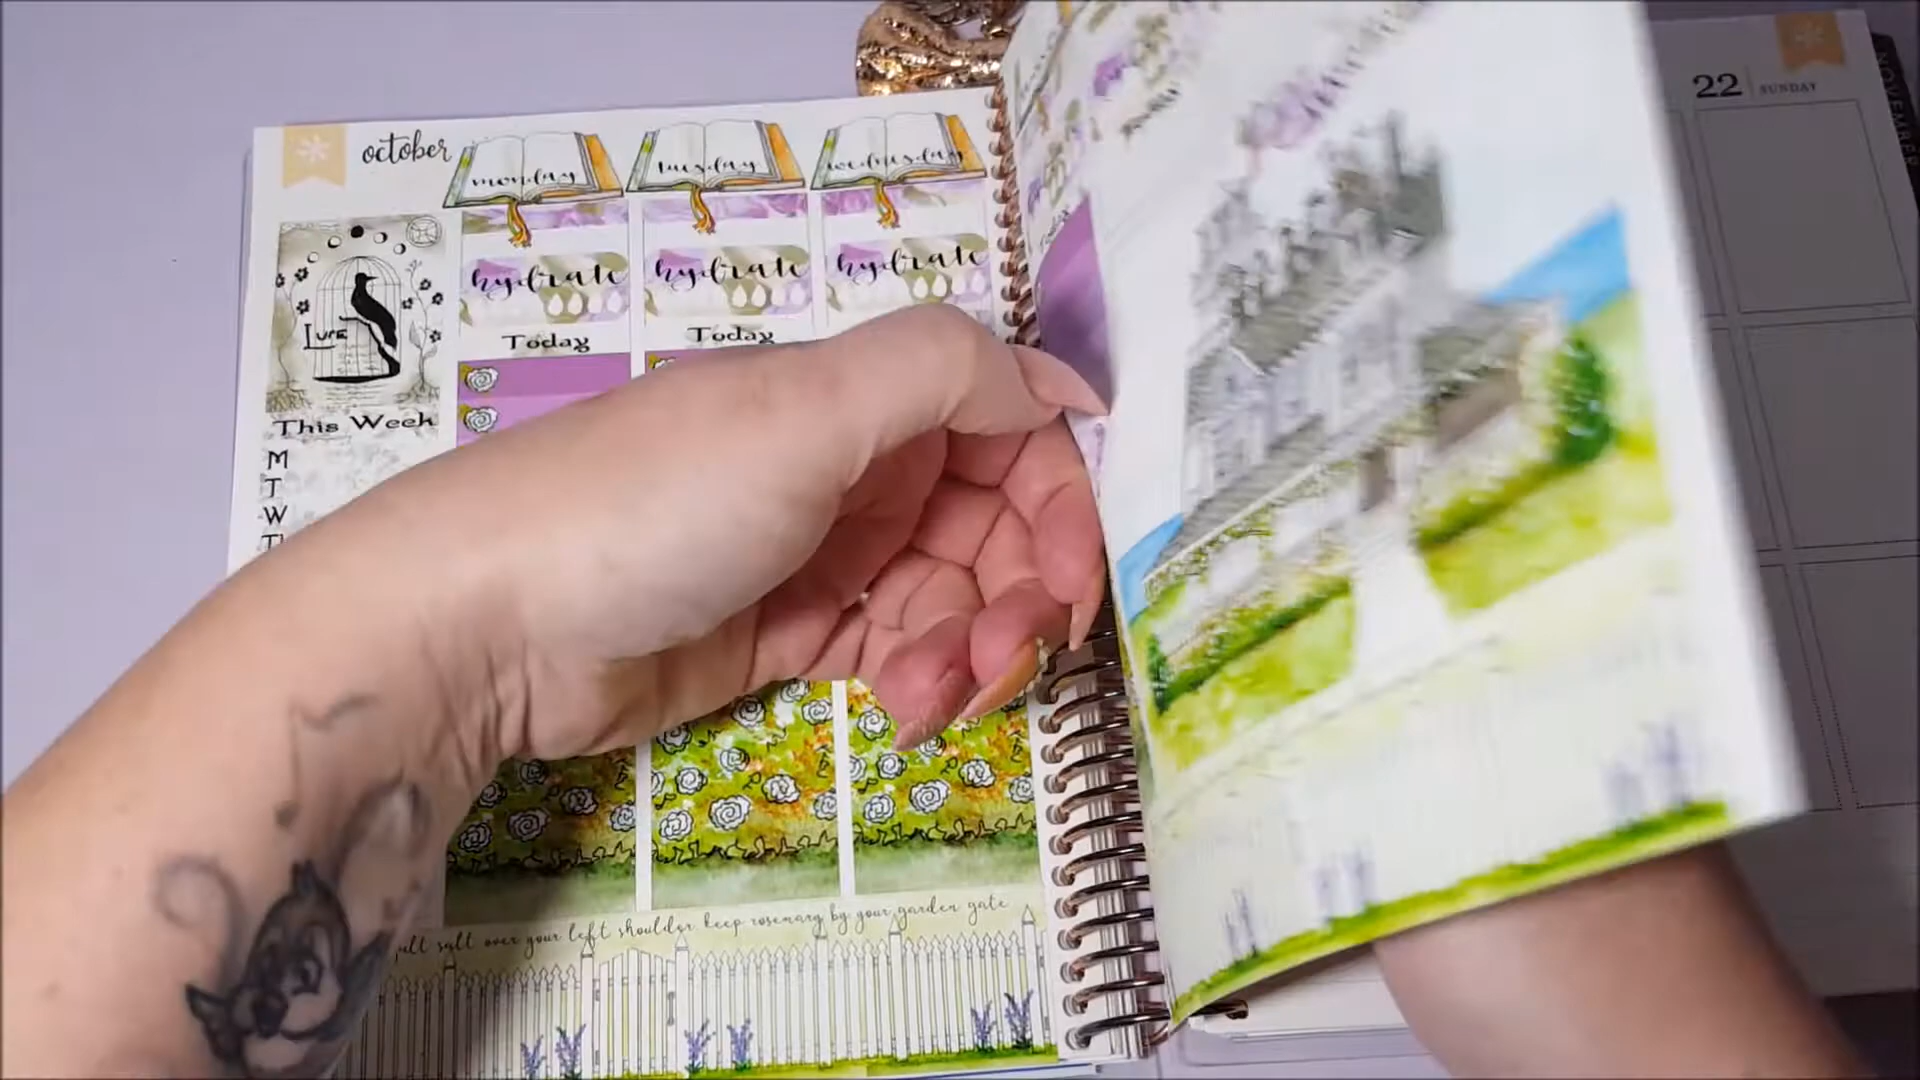 october
monday
tuesday
wednesday
22 SUNDAY
NOVEMBER
hydrate
hydrate
hydrate
Lure
Today
Today
This Week
M
T
W
T
salt over your left shoulder keep rosemary by your garden gate